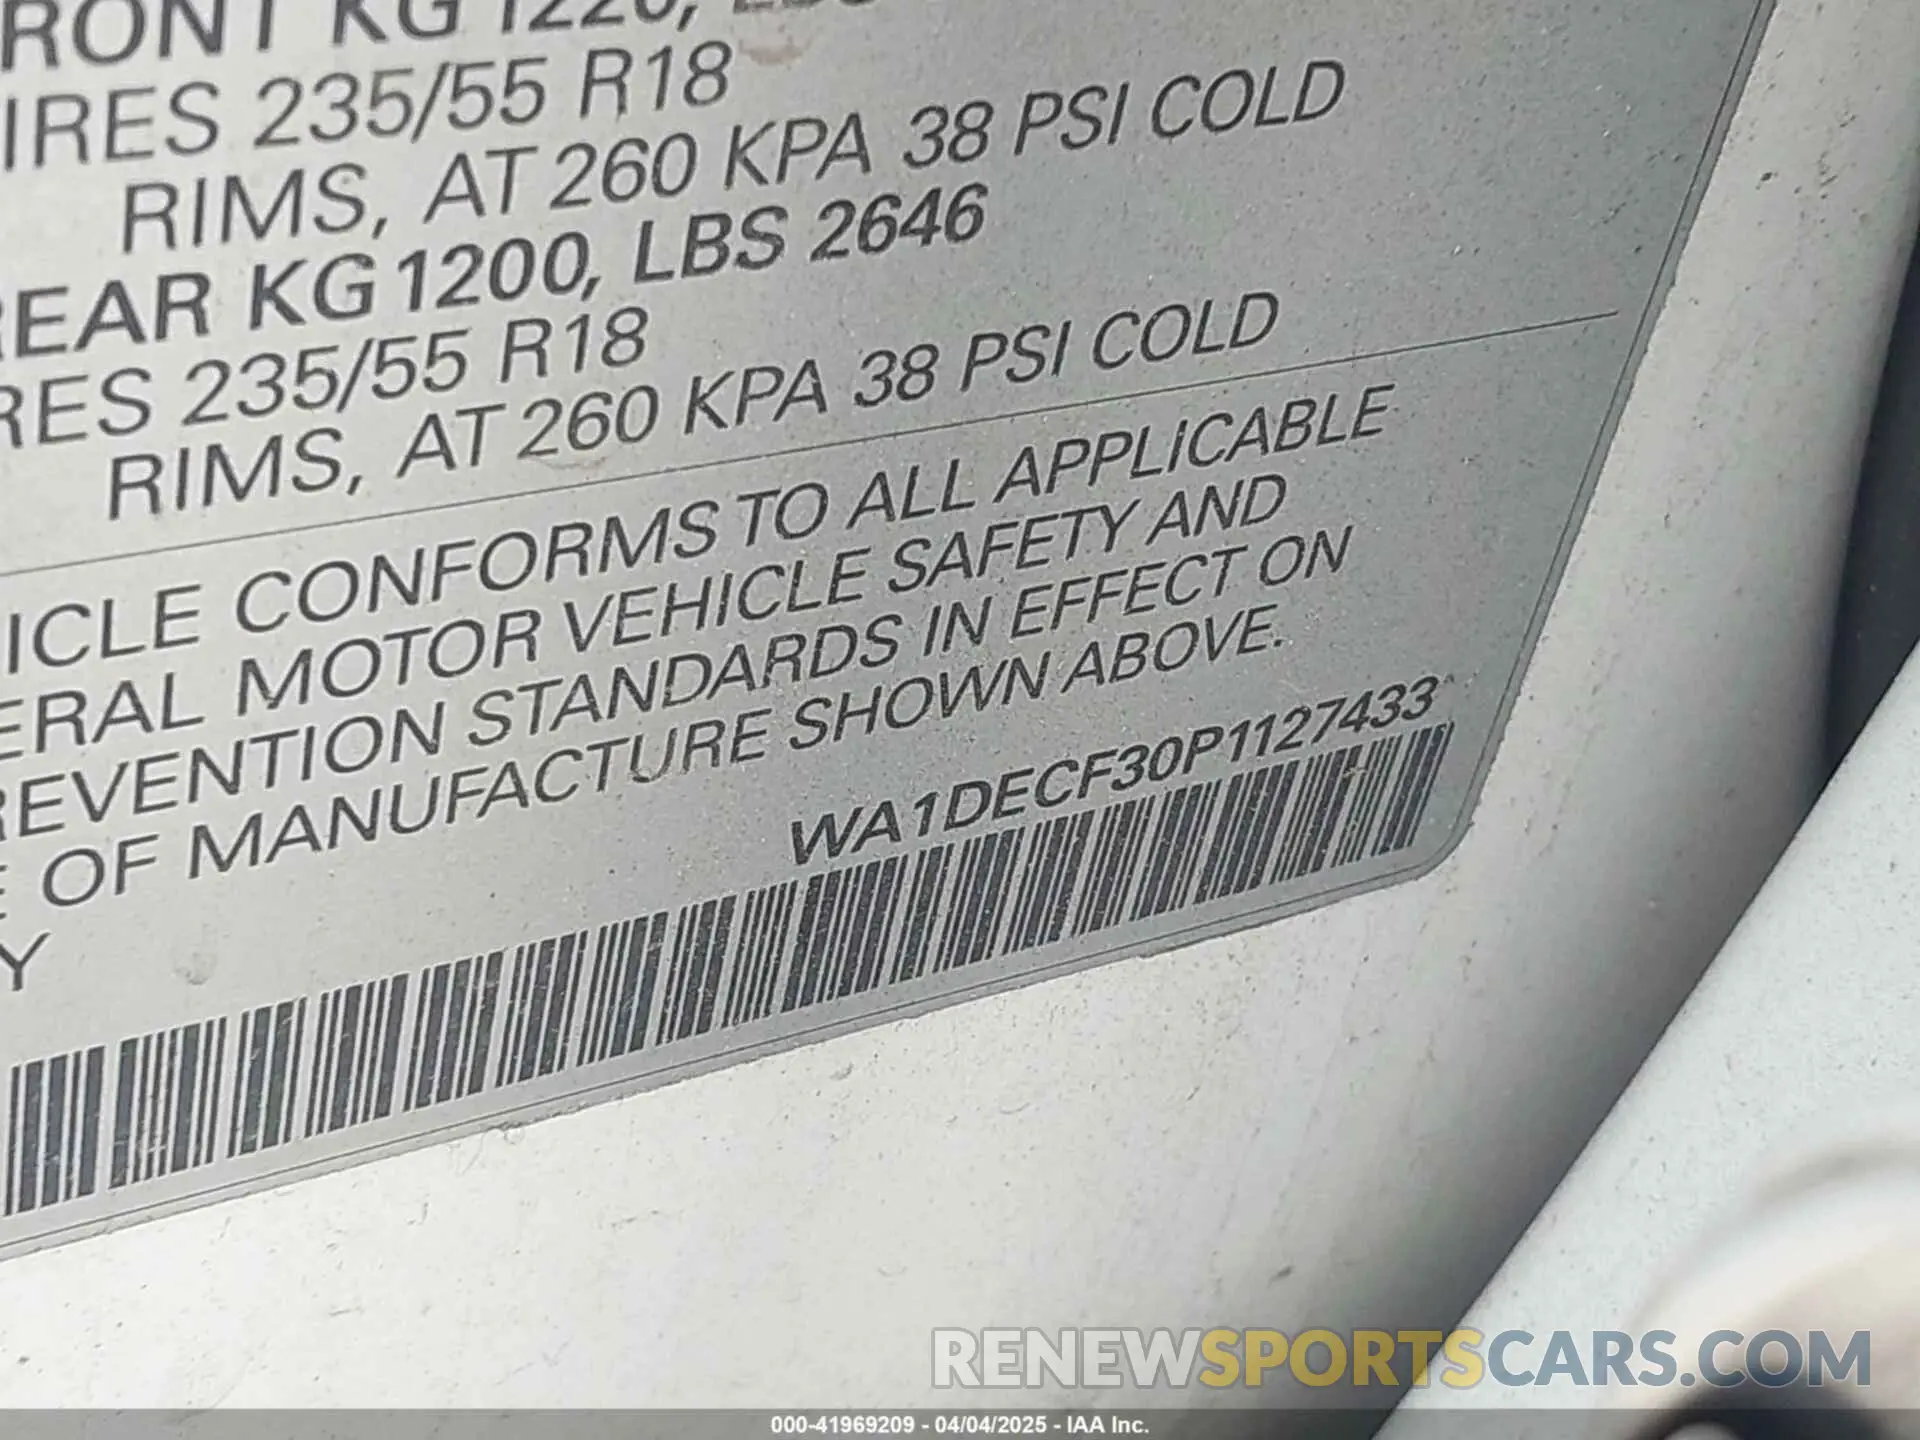 RONT KG 1220,
IRES 235/55 R18
RIMS, AT 260 KPA 38 PSI COLD
REAR KG 1200, LBS 2646
RES 235/55 R18
RIMS, AT 260 KPA 38 PSI COLD
ICLE CONFORMS TO ALL APPLICABLE
ERAL MOTOR VEHICLE SAFETY AND
REVENTION STANDARDS IN EFFECT ON
E OF MANUFACTURE SHOWN ABOVE.
WA1DECF30P1127433
Y
RENEWSPORTSCARS.COM
000-41969209 - 04/04/2025 - IAA Inc.